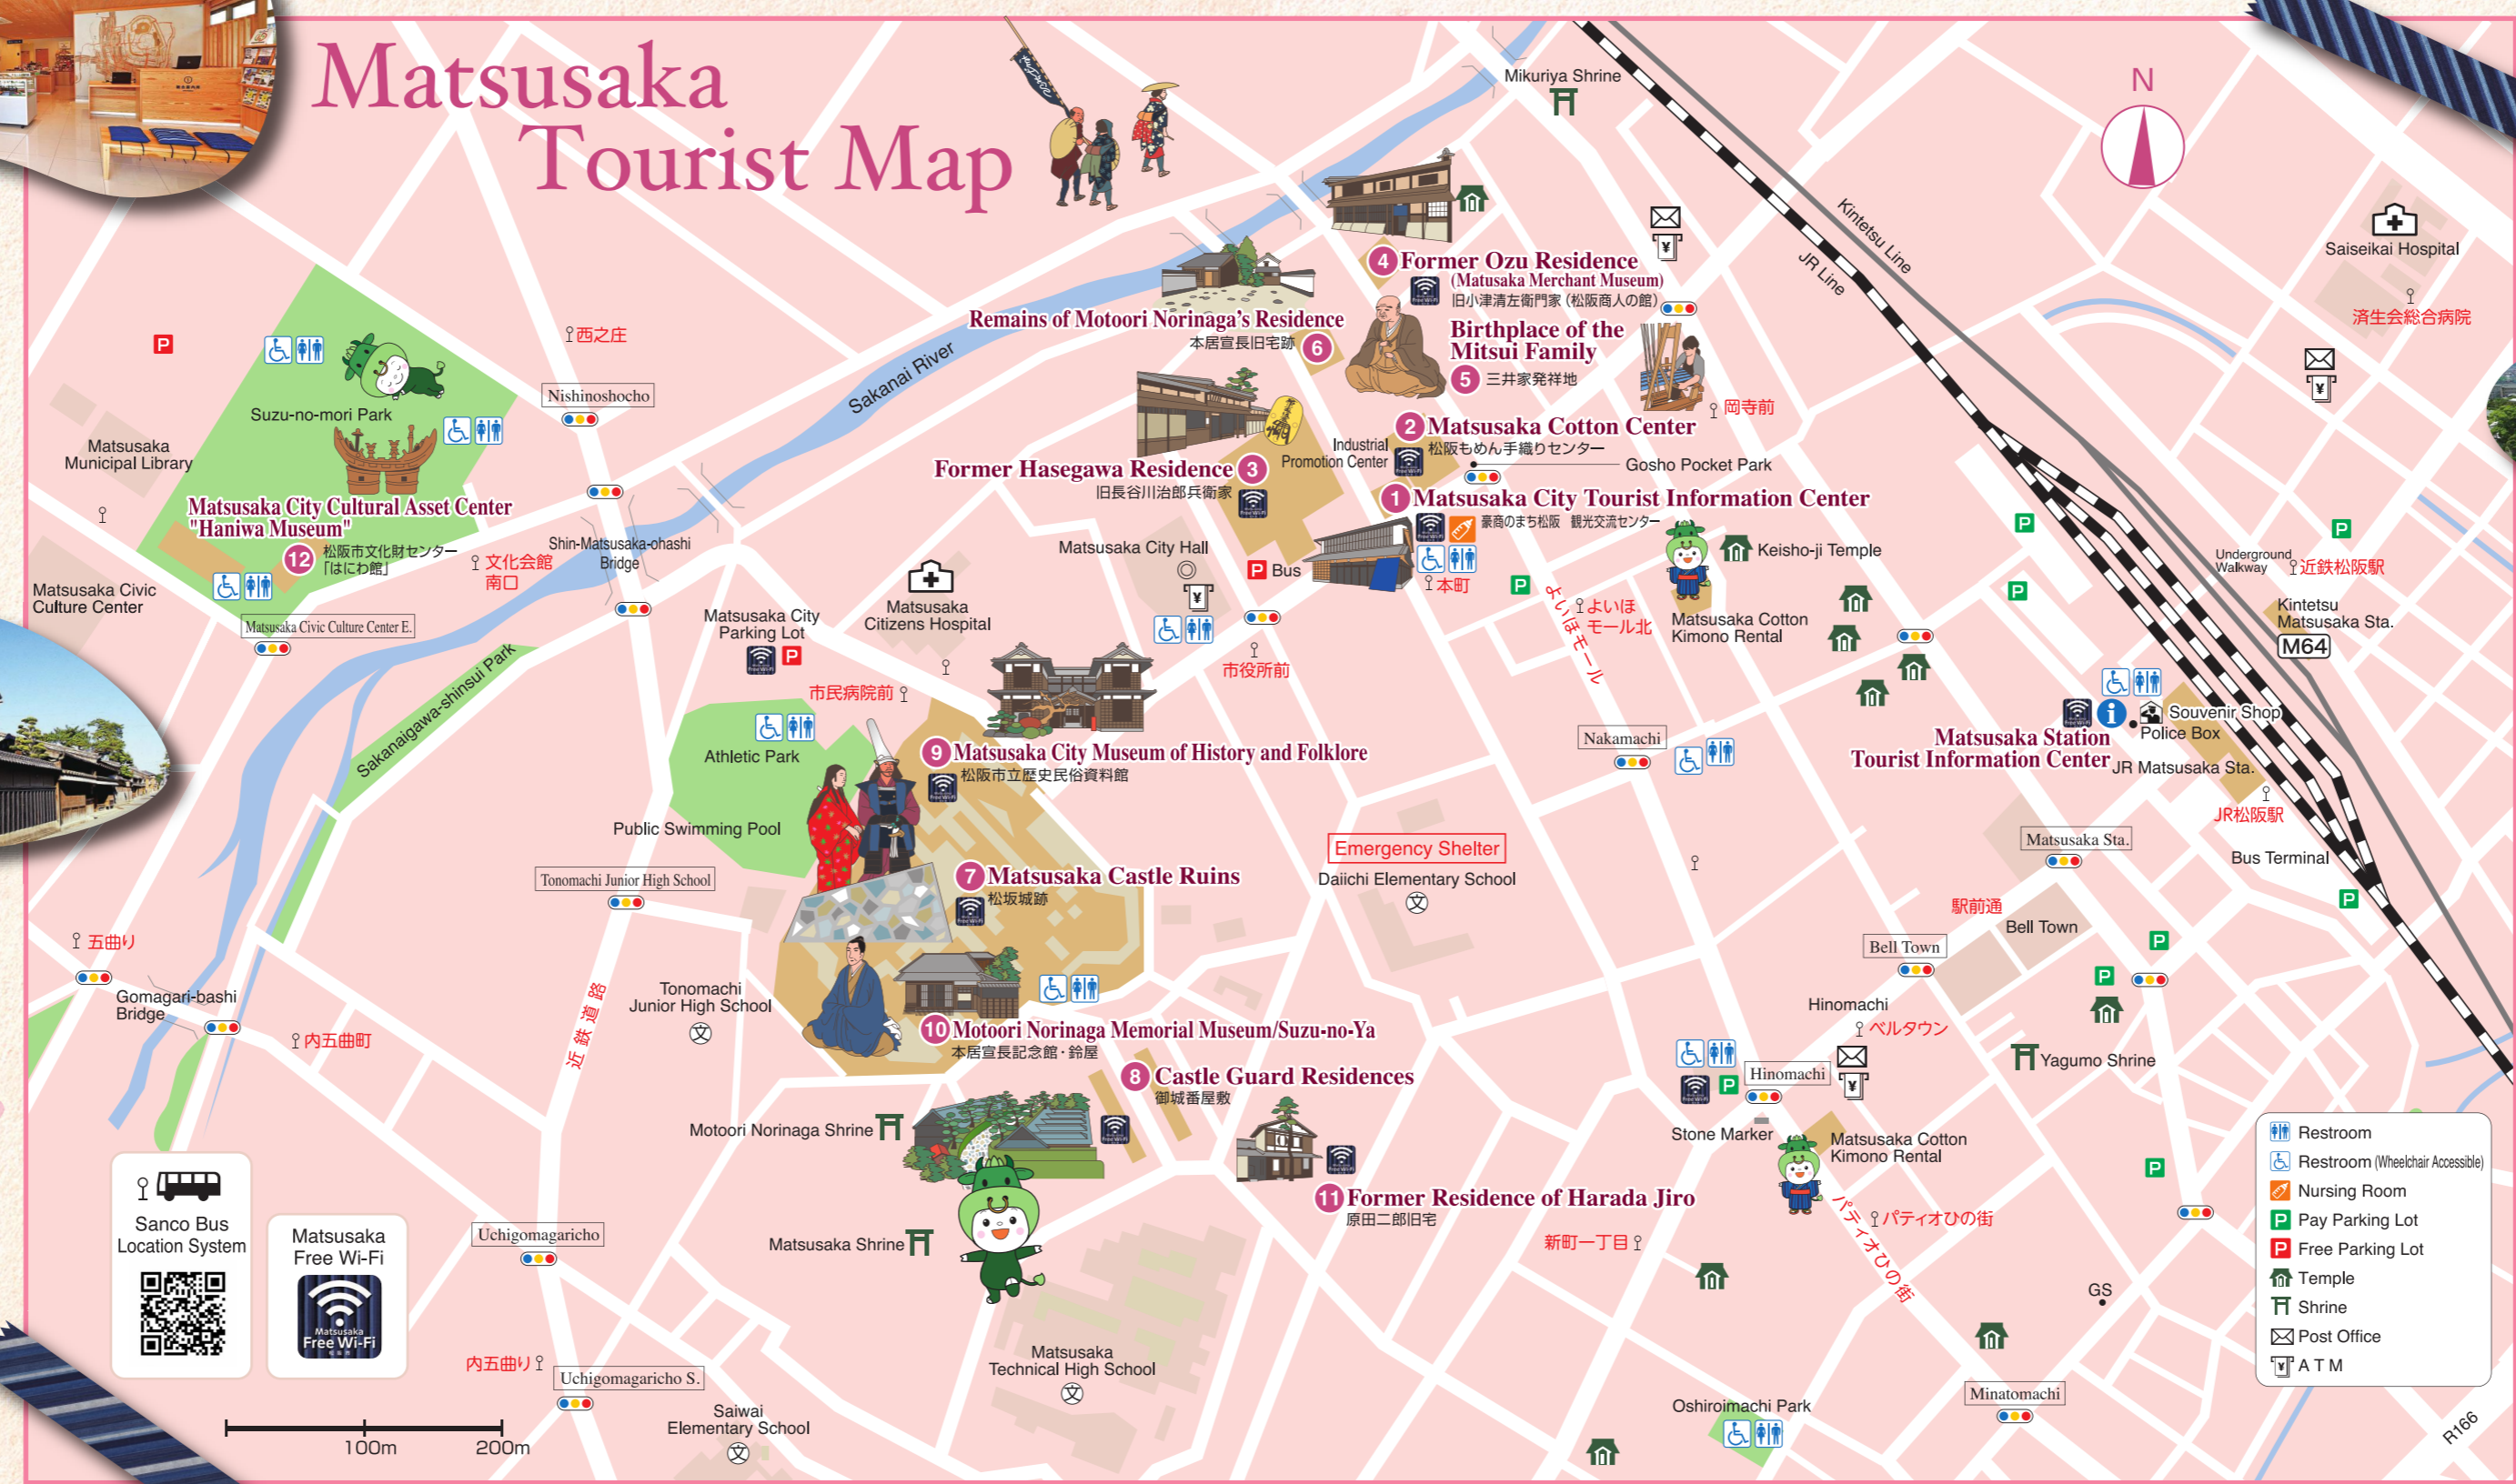 Matsusaka
Tourist Map
N
Mikuriya Shrine
Kintetsu Line
JR Line
Saiseikai Hospital
済生会総合病院
4 Former Ozu Residence
(Matusaka Merchant Museum)
旧小津清左衛門家(松阪商人の館)
Remains of Motoori Norinaga's Residence
本居宣長旧宅跡 6
Birthplace of the
Mitsui Family
5 三井家発祥地
岡寺前
西之庄
Nishinoshocho
Sakanai River
Suzu-no-mori Park
Matsusaka
Municipal Library
2 Matsusaka Cotton Center
松阪もめん手織りセンター
Industrial
Promotion Center
Gosho Pocket Park
Former Hasegawa Residence 3
旧長谷川治郎兵衛家
1 Matsusaka City Tourist Information Center
豪商のまち松阪 観光交流センター
本町
Matsusaka City Cultural Asset Center
"Haniwa Museum"
12 松阪市文化財センター
「はにわ館」
文化会館
南口
Shin-Matsusaka-ohashi
Bridge
Matsusaka City Hall
P Bus
Keisho-ji Temple
Underground
Walkway
近鉄松阪駅
Kintetsu
Matsusaka Sta.
M64
Matsusaka Civic
Culture Center
Matsusaka Civic Culture Center E.
Matsusaka City
Parking Lot
Matsusaka
Citizens Hospital
市役所前
よいほモール
よいほ
モール北
Matsusaka Cotton
Kimono Rental
Sakanaigawa-shinsui Park
市民病院前
Athletic Park
9 Matsusaka City Museum of History and Folklore
松阪市立歴史民俗資料館
Nakamachi
Souvenir Shop
Police Box
Matsusaka Station
Tourist Information Center
JR Matsusaka Sta.
JR松阪駅
Public Swimming Pool
Emergency Shelter
Daiichi Elementary School
文
Matsusaka Sta.
Bus Terminal
Tonomachi Junior High School
7 Matsusaka Castle Ruins
松坂城跡
駅前通
Bell Town
Bell Town
五曲り
Gomagari-bashi
Bridge
内五曲町
近鉄道路
Tonomachi
Junior High School
文
10 Motoori Norinaga Memorial Museum/Suzu-no-Ya
本居宣長記念館・鈴屋
Hinomachi
ベルタウン
Yagumo Shrine
8 Castle Guard Residences
御城番屋敷
Hinomachi
Motoori Norinaga Shrine
Stone Marker
Matsusaka Cotton
Kimono Rental
11 Former Residence of Harada Jiro
原田二郎旧宅
新町一丁目
パティオひの街
パティオひの街
Matsusaka Shrine
Uchigomagaricho
GS
Sanco Bus
Location System
Matsusaka
Free Wi-Fi
Matsusaka
Free Wi-Fi
内五曲り
Uchigomagaricho S.
Matsusaka
Technical High School
文
Saiwai
Elementary School
文
Oshiroimachi Park
Minatomachi
R166
100m 200m
Restroom
Restroom (Wheelchair Accessible)
Nursing Room
P Pay Parking Lot
P Free Parking Lot
Temple
Shrine
Post Office
¥ ATM